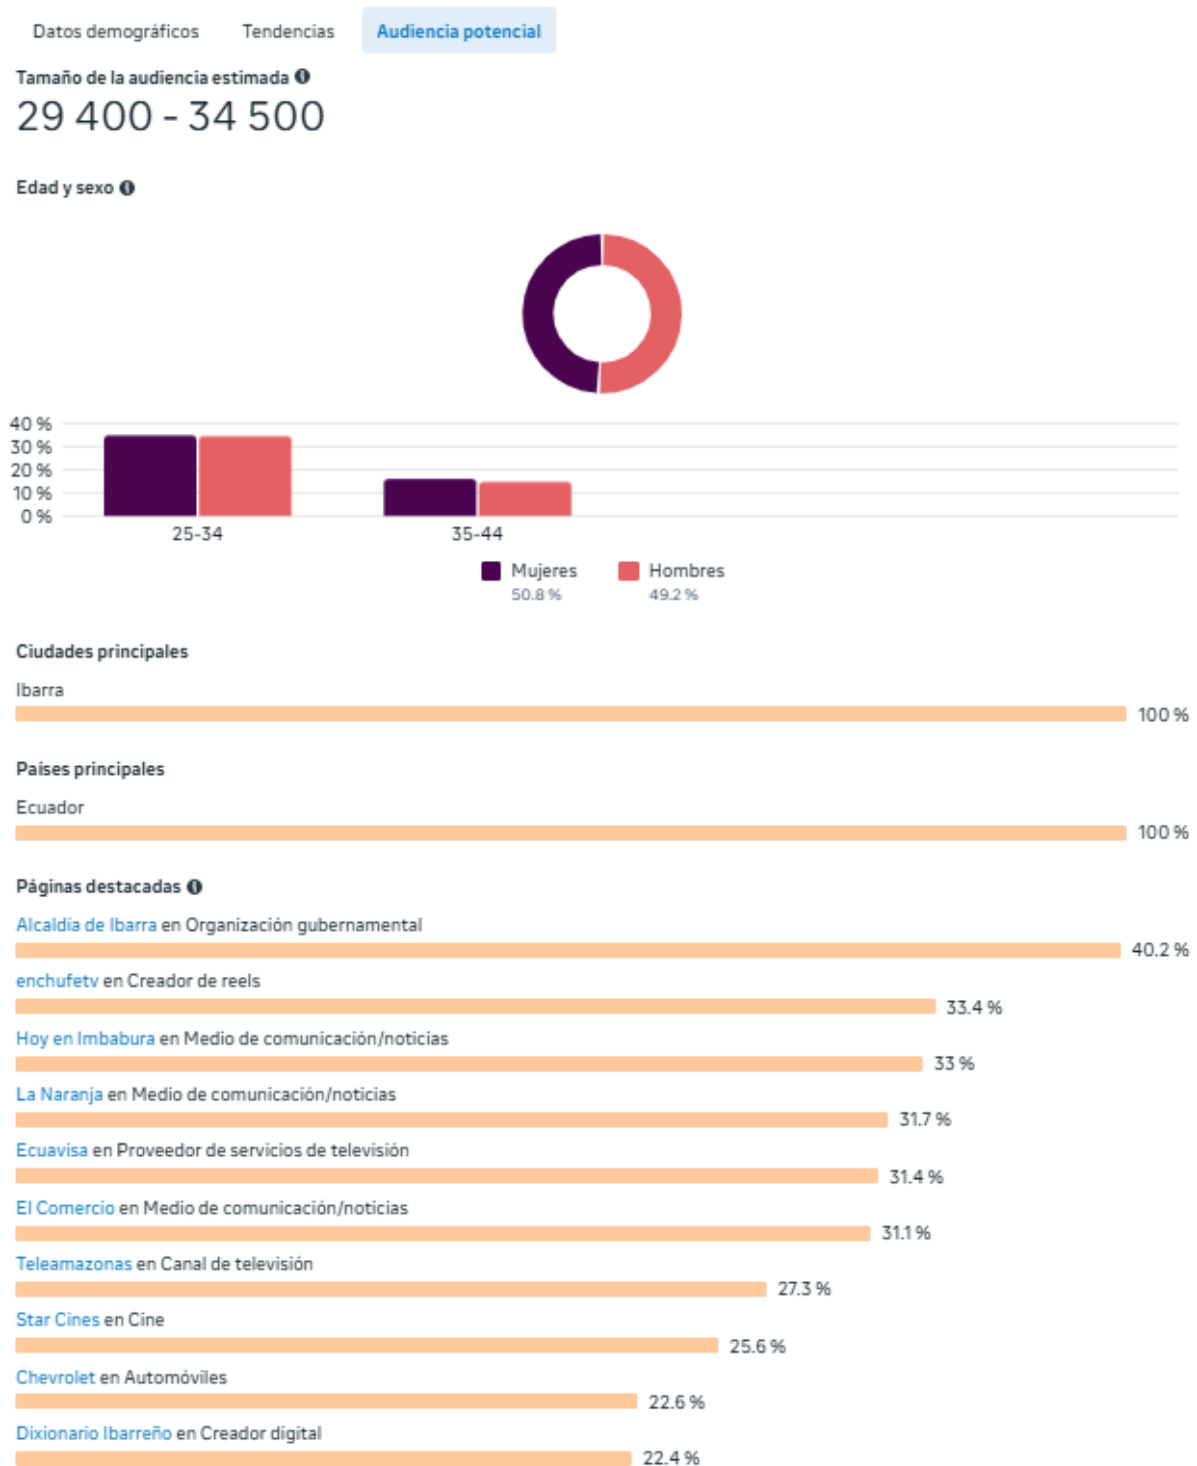 Datos demográficos Tendencias Audiencia potencial
Tamaño de la audiencia estimada
29 400 - 34 500
Edad y sexo
40 %
30 %
20 %
10 %
0 %
25-34 35-44
Mujeres Hombres
50.8 % 49.2 %
Ciudades principales
Ibarra
100 %
Países principales
Ecuador
100 %
Páginas destacadas
Alcaldía de Ibarra en Organización gubernamental
40.2 %
enchufetv en Creador de reels
33.4 %
Hoy en Imbabura en Medio de comunicación/noticias
33 %
La Naranja en Medio de comunicación/noticias
31.7 %
Ecuavisa en Proveedor de servicios de televisión
31.4 %
El Comercio en Medio de comunicación/noticias
31.1 %
Teleamazonas en Canal de televisión
27.3 %
Star Cines en Cine
25.6 %
Chevrolet en Automóviles
22.6 %
Dixionario Ibarreño en Creador digital
22.4 %